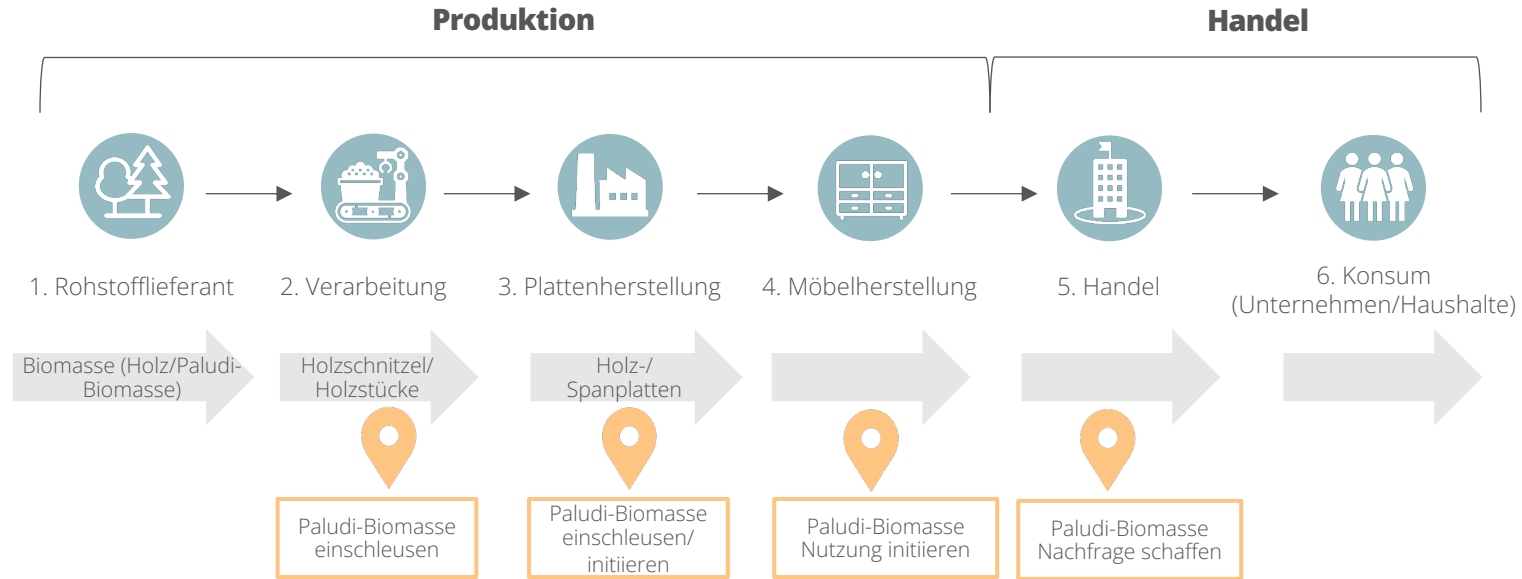 Produktion
Handel
1. Rohstofflieferant
2. Verarbeitung
3. Plattenherstellung
4. Möbelherstellung
5. Handel
6. Konsum
(Unternehmen/Haushalte)
Biomasse (Holz/Paludi-
Biomasse)
Holzschnitzel/
Holzstücke
Holz-/
Spanplatten
Paludi-Biomasse
einschleusen
Paludi-Biomasse
einschleusen/
initiieren
Paludi-Biomasse
Nutzung initiieren
Paludi-Biomasse
Nachfrage schaffen